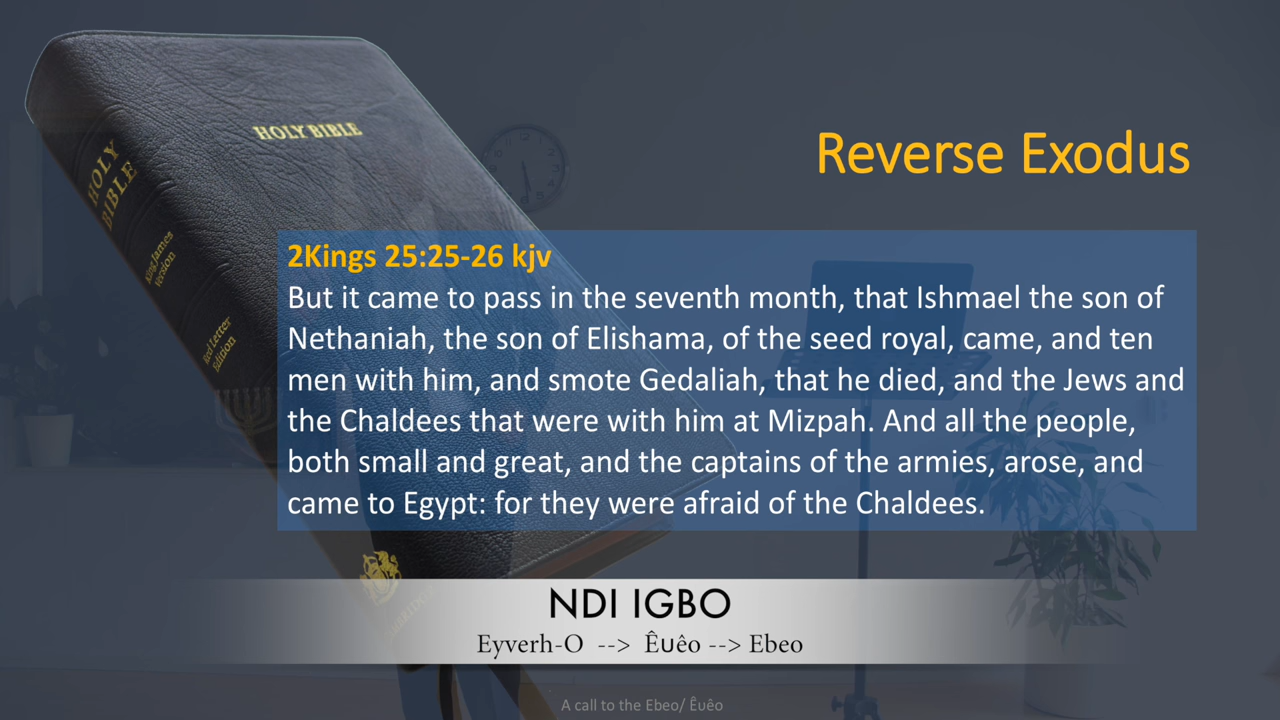 HOLY BIBLE
HOLY
BIBLE
King James
Version
Red Letter
Edition
Reverse Exodus
2Kings 25:25-26 kjv
But it came to pass in the seventh month, that Ishmael the son of
Nethaniah, the son of Elishama, of the seed royal, came, and ten
men with him, and smote Gedaliah, that he died, and the Jews and
the Chaldees that were with him at Mizpah. And all the people,
both small and great, and the captains of the armies, arose, and
came to Egypt: for they were afraid of the Chaldees.
NDI IGBO
Eyverh-O --> Êuêo --> Ebeo
A call to the Ebeo/ Êuêo